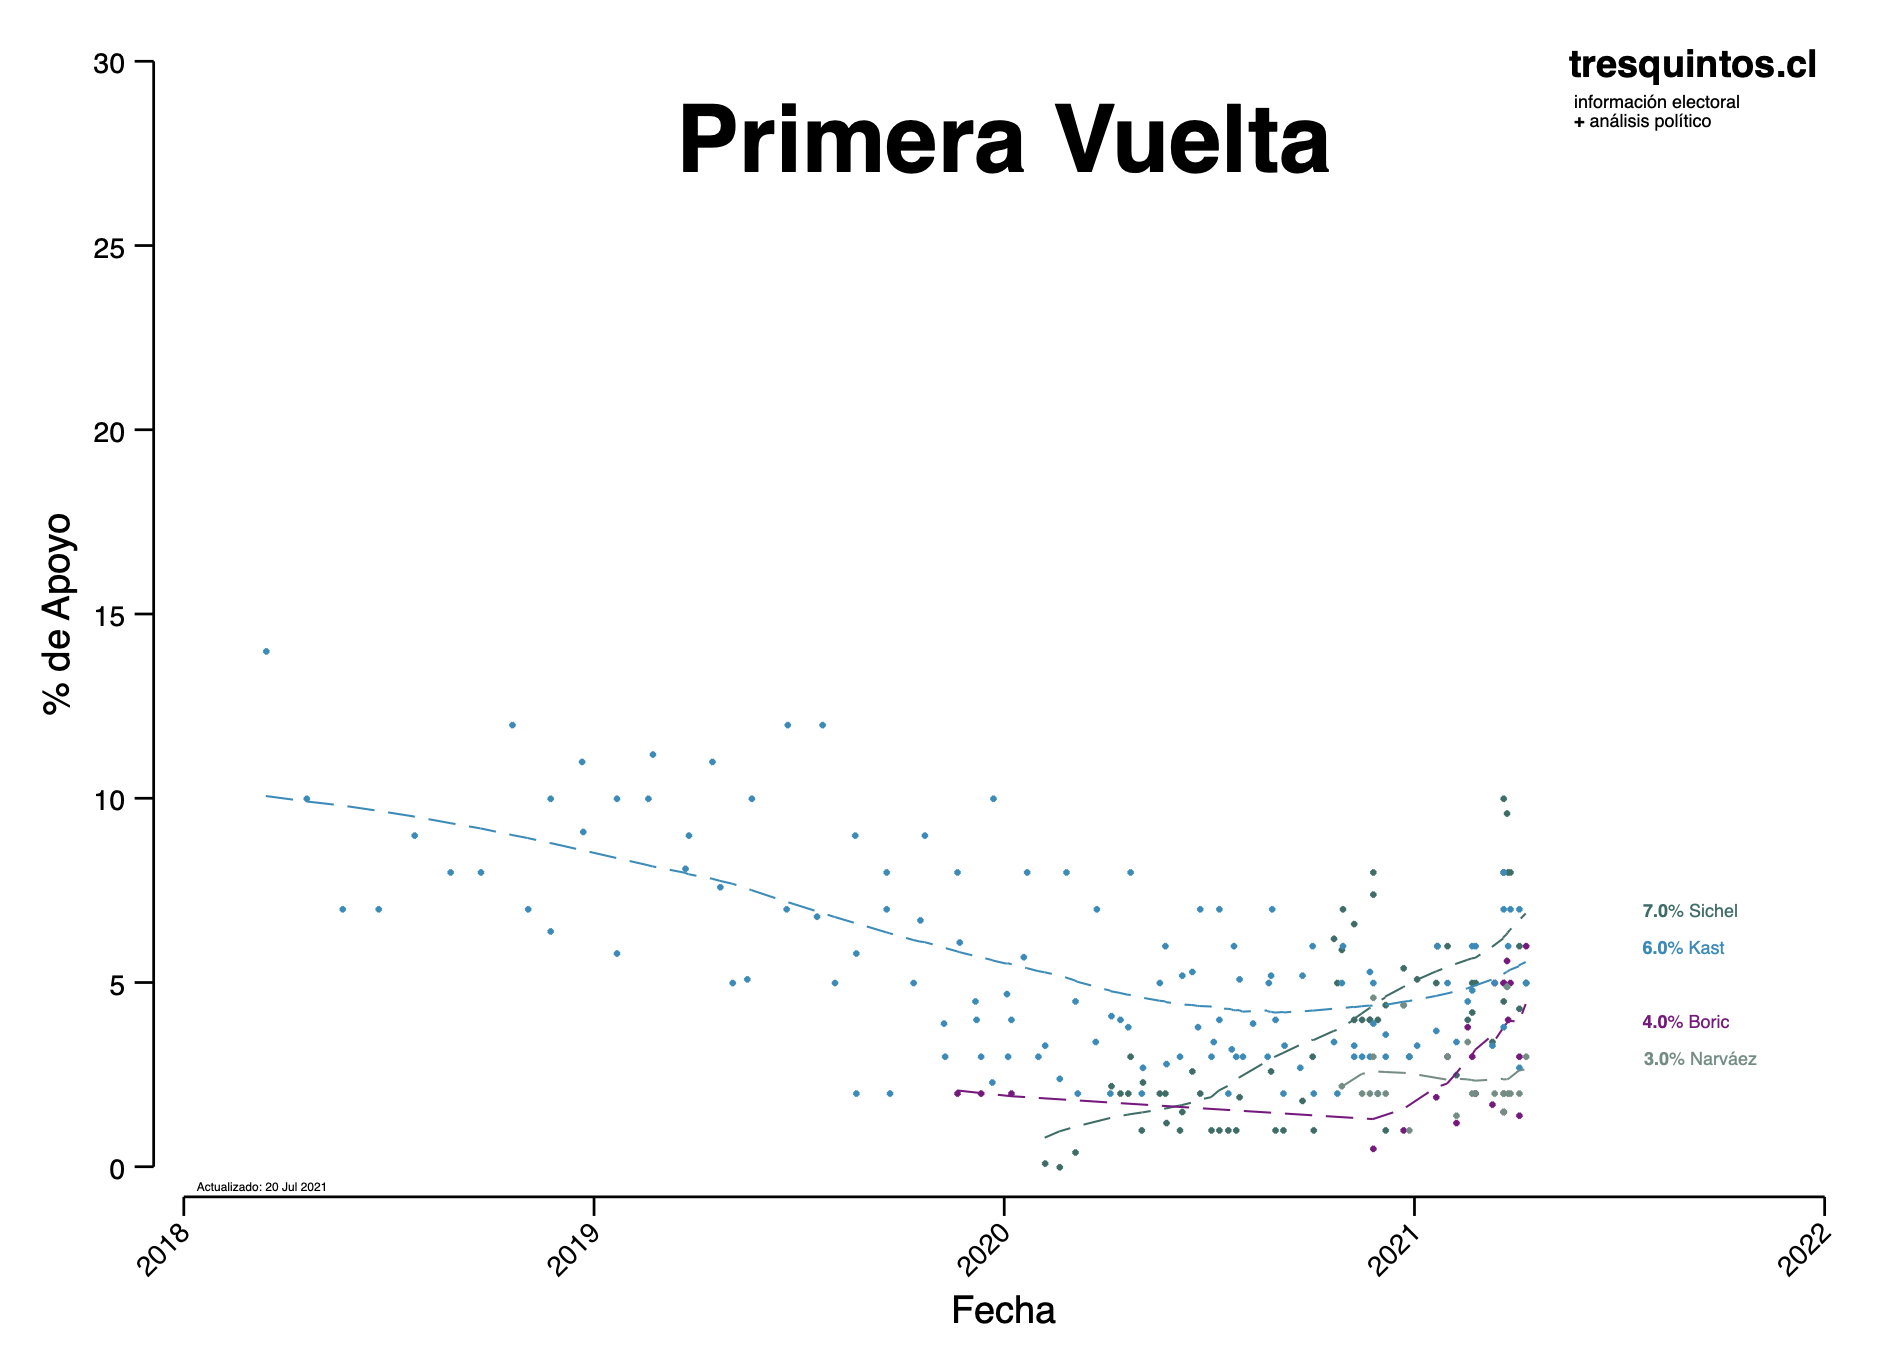 tresquintos.cl
información electoral
+ análisis político
Primera Vuelta
% de Apoyo
30
25
20
15
10
5
0
7.0% Sichel
6.0% Kast
4.0% Boric
3.0% Narváez
Actualizado: 20 Jul 2021
2018
2019
2020
2021
2022
Fecha